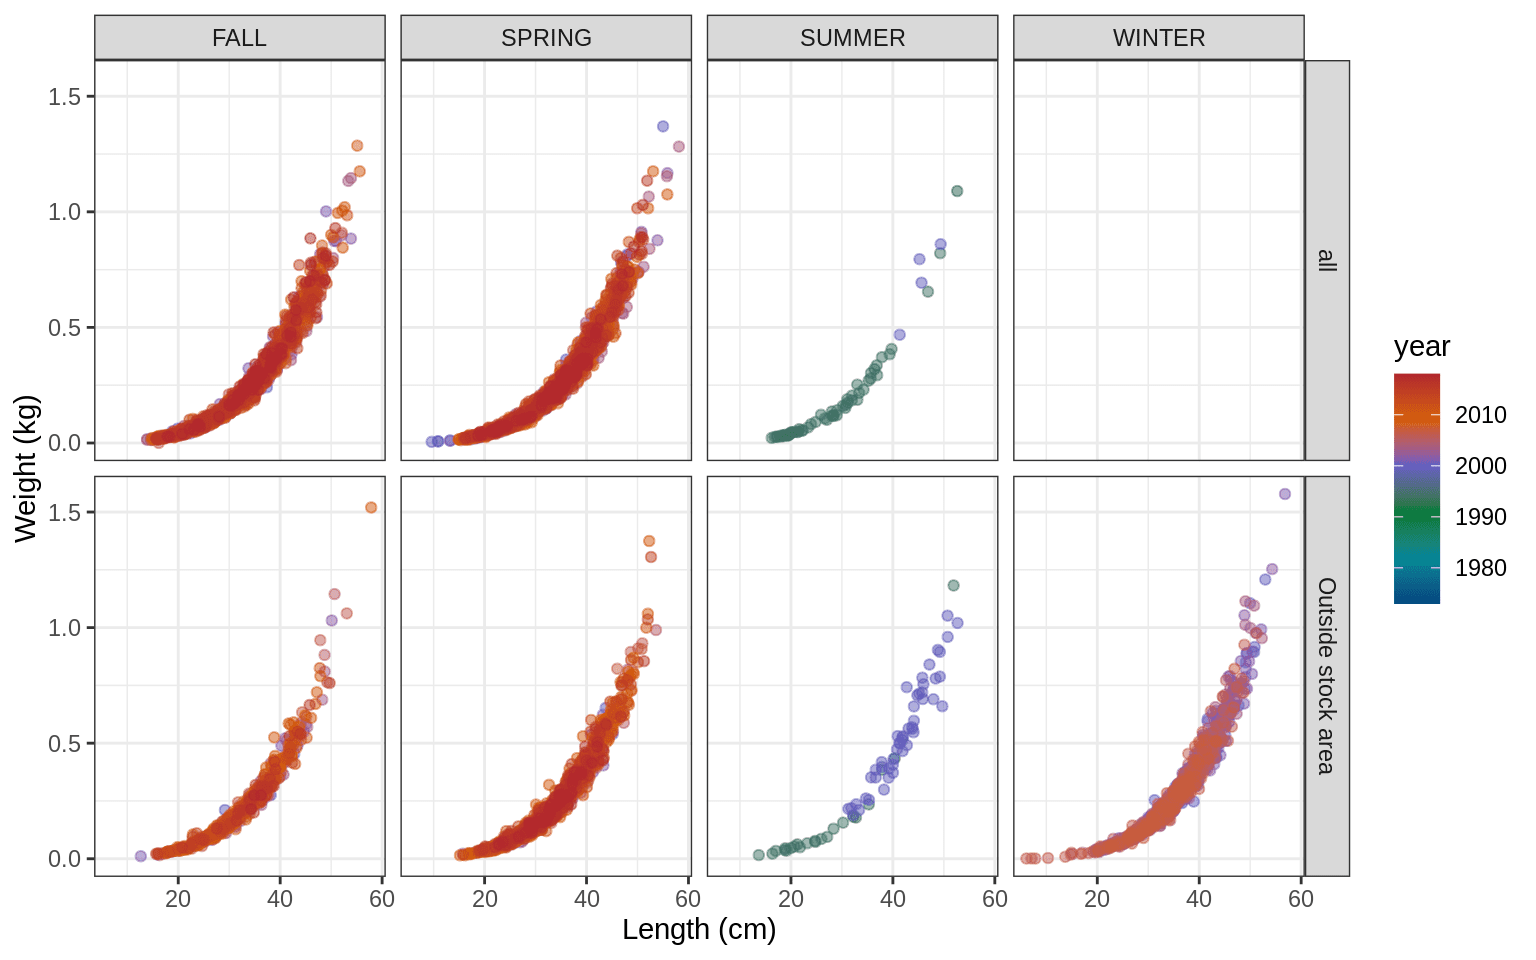 FALL SPRING SUMMER WINTER
1.5
1.0
0.5
0.0
all
1.5
1.0
0.5
0.0
Outside stock area
Weight (kg)
20 40 60 20 40 60 20 40 60 20 40 60
Length (cm)
year
2010
2000
1990
1980